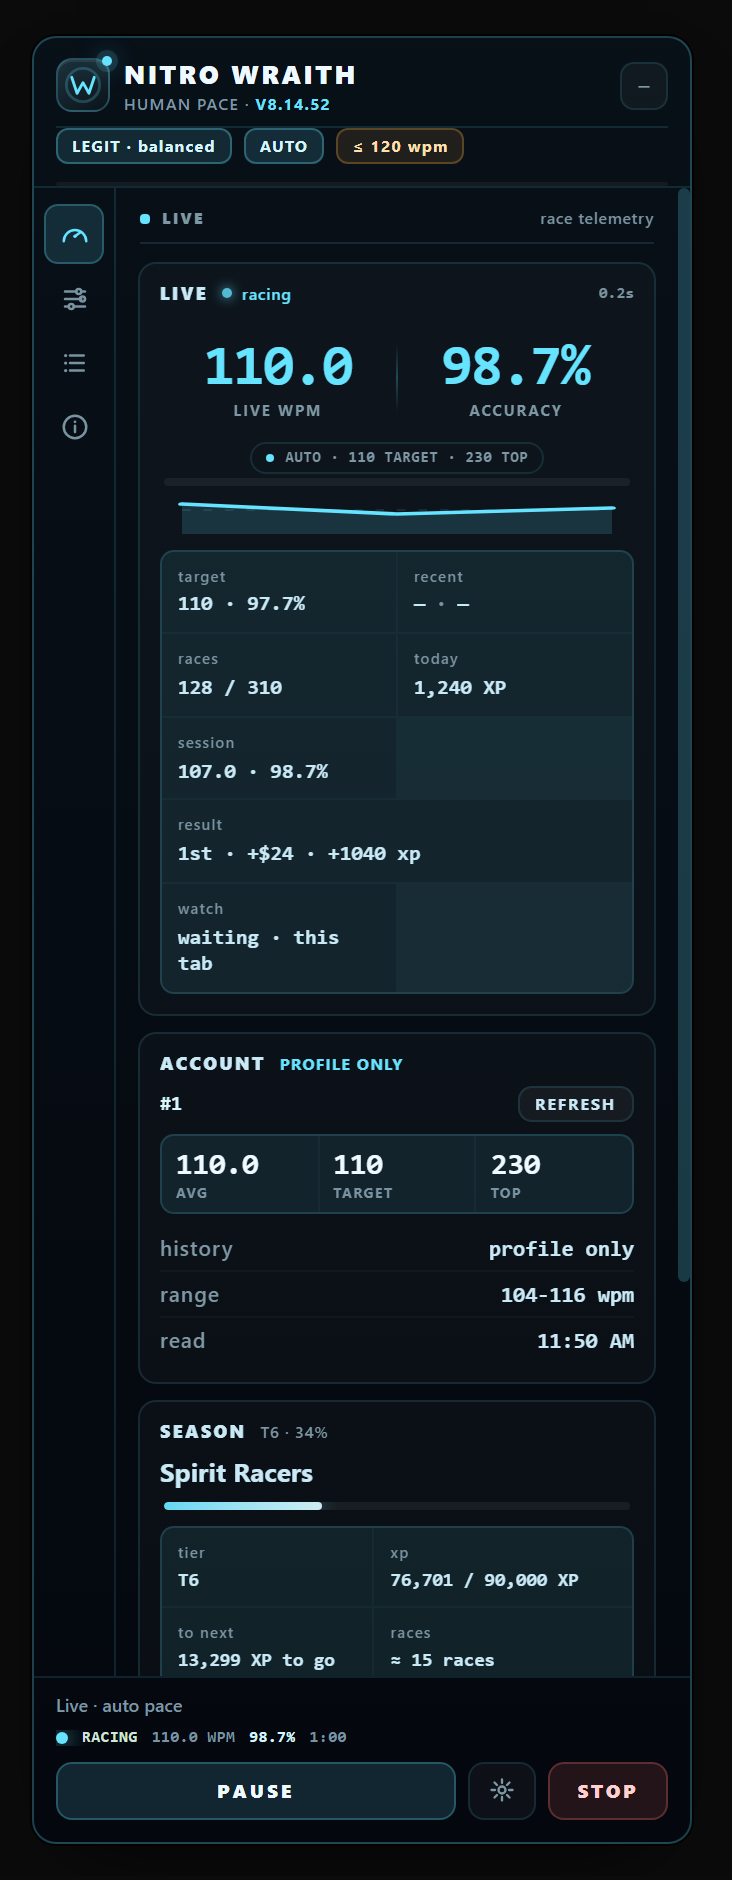 NITRO WRAITH
HUMAN PACE · V8.14.52
–
LEGIT · balanced AUTO ≤ 120 wpm
LIVE race telemetry
LIVE racing 0.2s
110.0 98.7%
LIVE WPM ACCURACY
AUTO · 110 TARGET · 230 TOP
target recent
110 · 97.7% — · —
races today
128 / 310 1,240 XP
session
107.0 · 98.7%
result
1st · +$24 · +1040 xp
watch
waiting · this
tab
ACCOUNT PROFILE ONLY
#1 REFRESH
110.0 110 230
AVG TARGET TOP
history profile only
range 104-116 wpm
read 11:50 AM
SEASON T6 · 34%
Spirit Racers
tier xp
T6 76,701 / 90,000 XP
to next races
13,299 XP to go ≈ 15 races
Live · auto pace
RACING 110.0 WPM 98.7% 1:00
PAUSE STOP